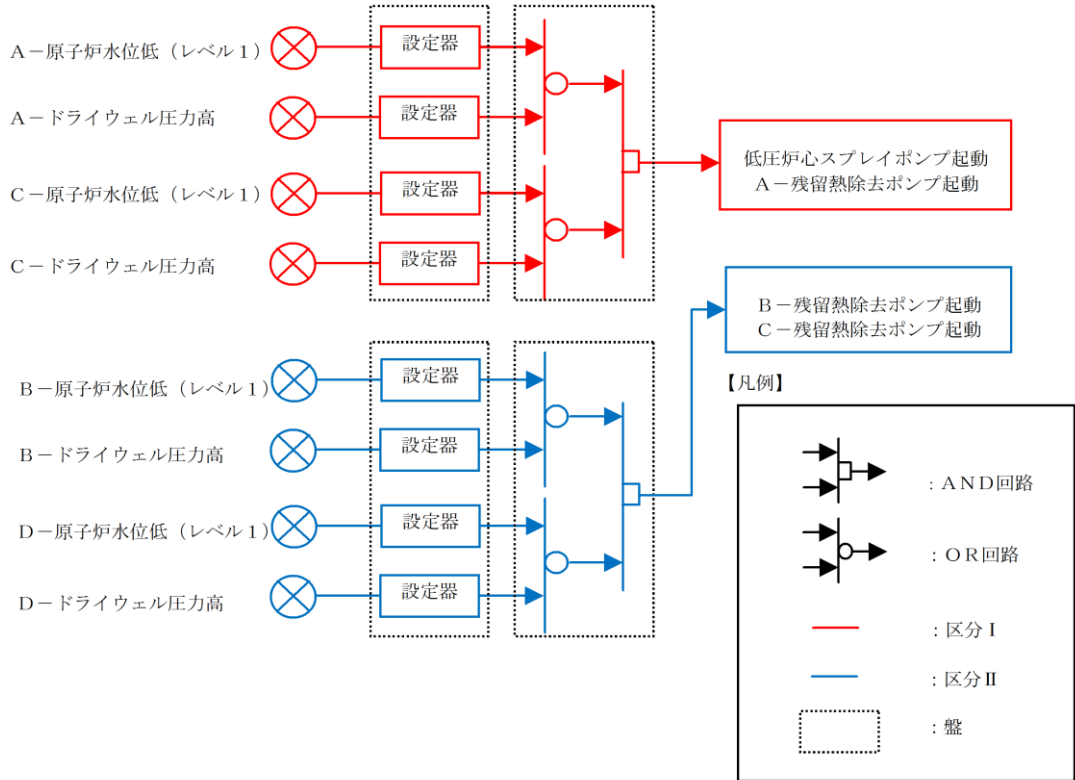 A－原子炉水位低（レベル１）
設定器
A－ドライウェル圧力高
設定器
C－原子炉水位低（レベル１）
設定器
C－ドライウェル圧力高
設定器
低圧炉心スプレイポンプ起動
A－残留熱除去ポンプ起動
B－原子炉水位低（レベル１）
設定器
B－ドライウェル圧力高
設定器
D－原子炉水位低（レベル１）
設定器
D－ドライウェル圧力高
設定器
B－残留熱除去ポンプ起動
C－残留熱除去ポンプ起動
【凡例】
：ＡＮＤ回路
：ＯＲ回路
：区分Ⅰ
：区分Ⅱ
：盤